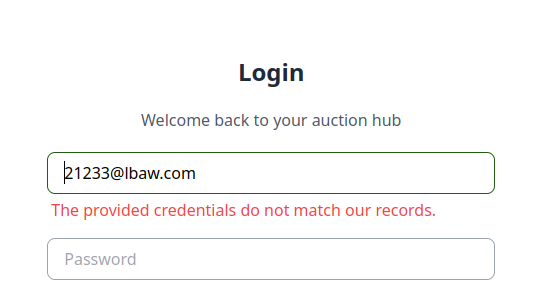 Login
Welcome back to your auction hub
21233@lbaw.com
The provided credentials do not match our records.
Password